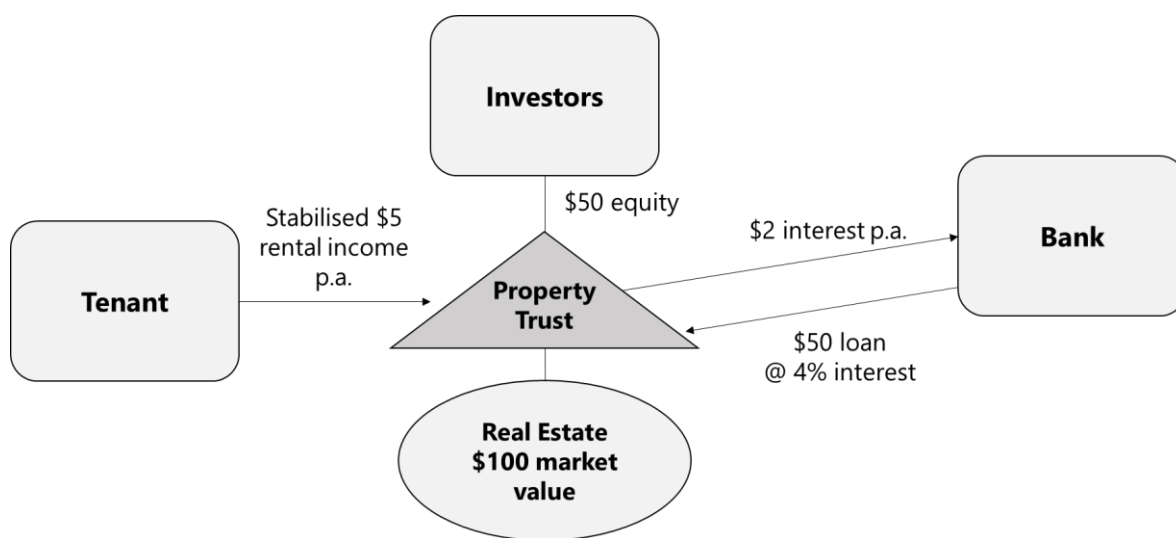 Investors
$50 equity
Stabilised $5
rental income
p.a.
Tenant
Property
Trust
$2 interest p.a.
Bank
$50 loan
@ 4% interest
Real Estate
$100 market
value